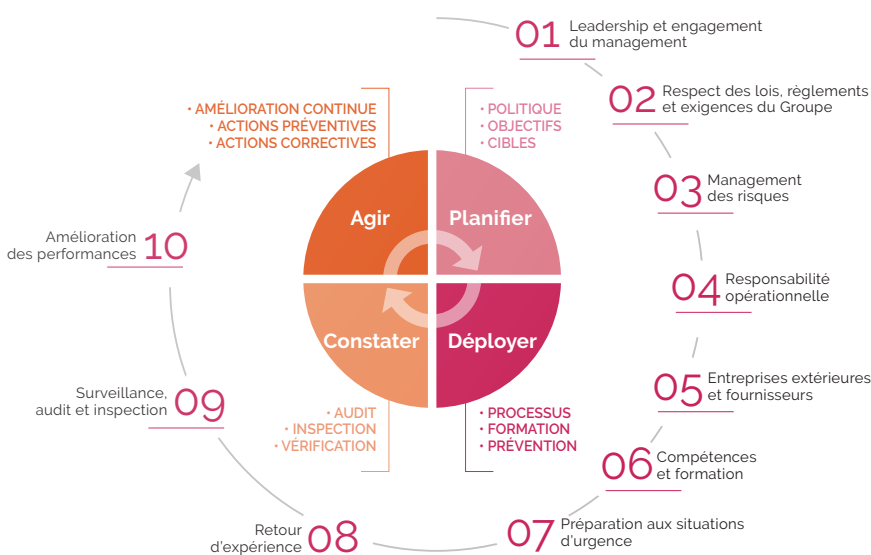 01 Leadership et engagement
du management
02 Respect des lois, règlements
et exigences du Groupe
03 Management
des risques
04 Responsabilité
opérationnelle
05 Entreprises extérieures
et fournisseurs
06 Compétences
et formation
07 Préparation aux situations
d'urgence
08 Retour
d'expérience
09 Surveillance,
audit et inspection
10 Amélioration
des performances
• AMÉLIORATION CONTINUE
• ACTIONS PRÉVENTIVES
• ACTIONS CORRECTIVES
• POLITIQUE
• OBJECTIFS
• CIBLES
Agir
Planifier
Constater
Déployer
• AUDIT
• INSPECTION
• VÉRIFICATION
• PROCESSUS
• FORMATION
• PRÉVENTION